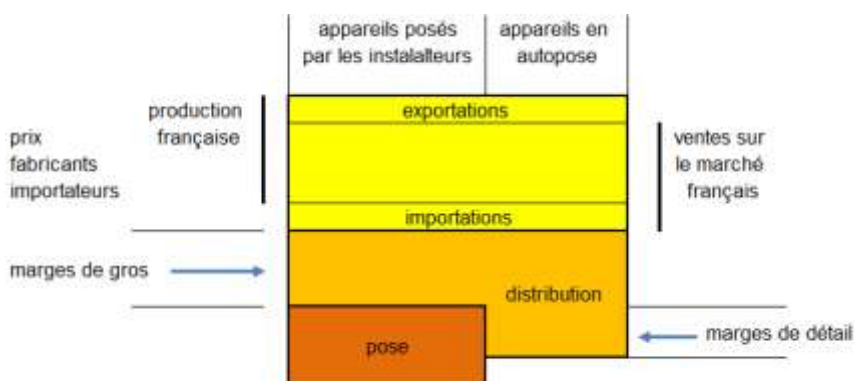 appareils posés
par les instalalteurs
appareils en
autopose
production
française
exportations
prix
fabricants
importateurs
ventes sur
le marché
français
importations
marges de gros
distribution
pose
marges de détail